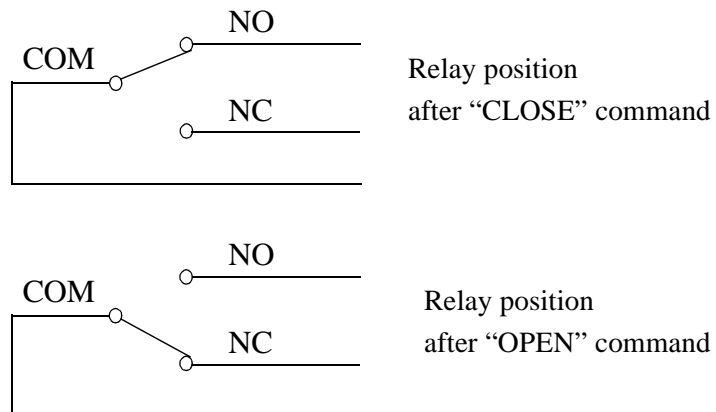 NO
COM
Relay position
after “CLOSE” command
NC
NO
COM
Relay position
after “OPEN” command
NC